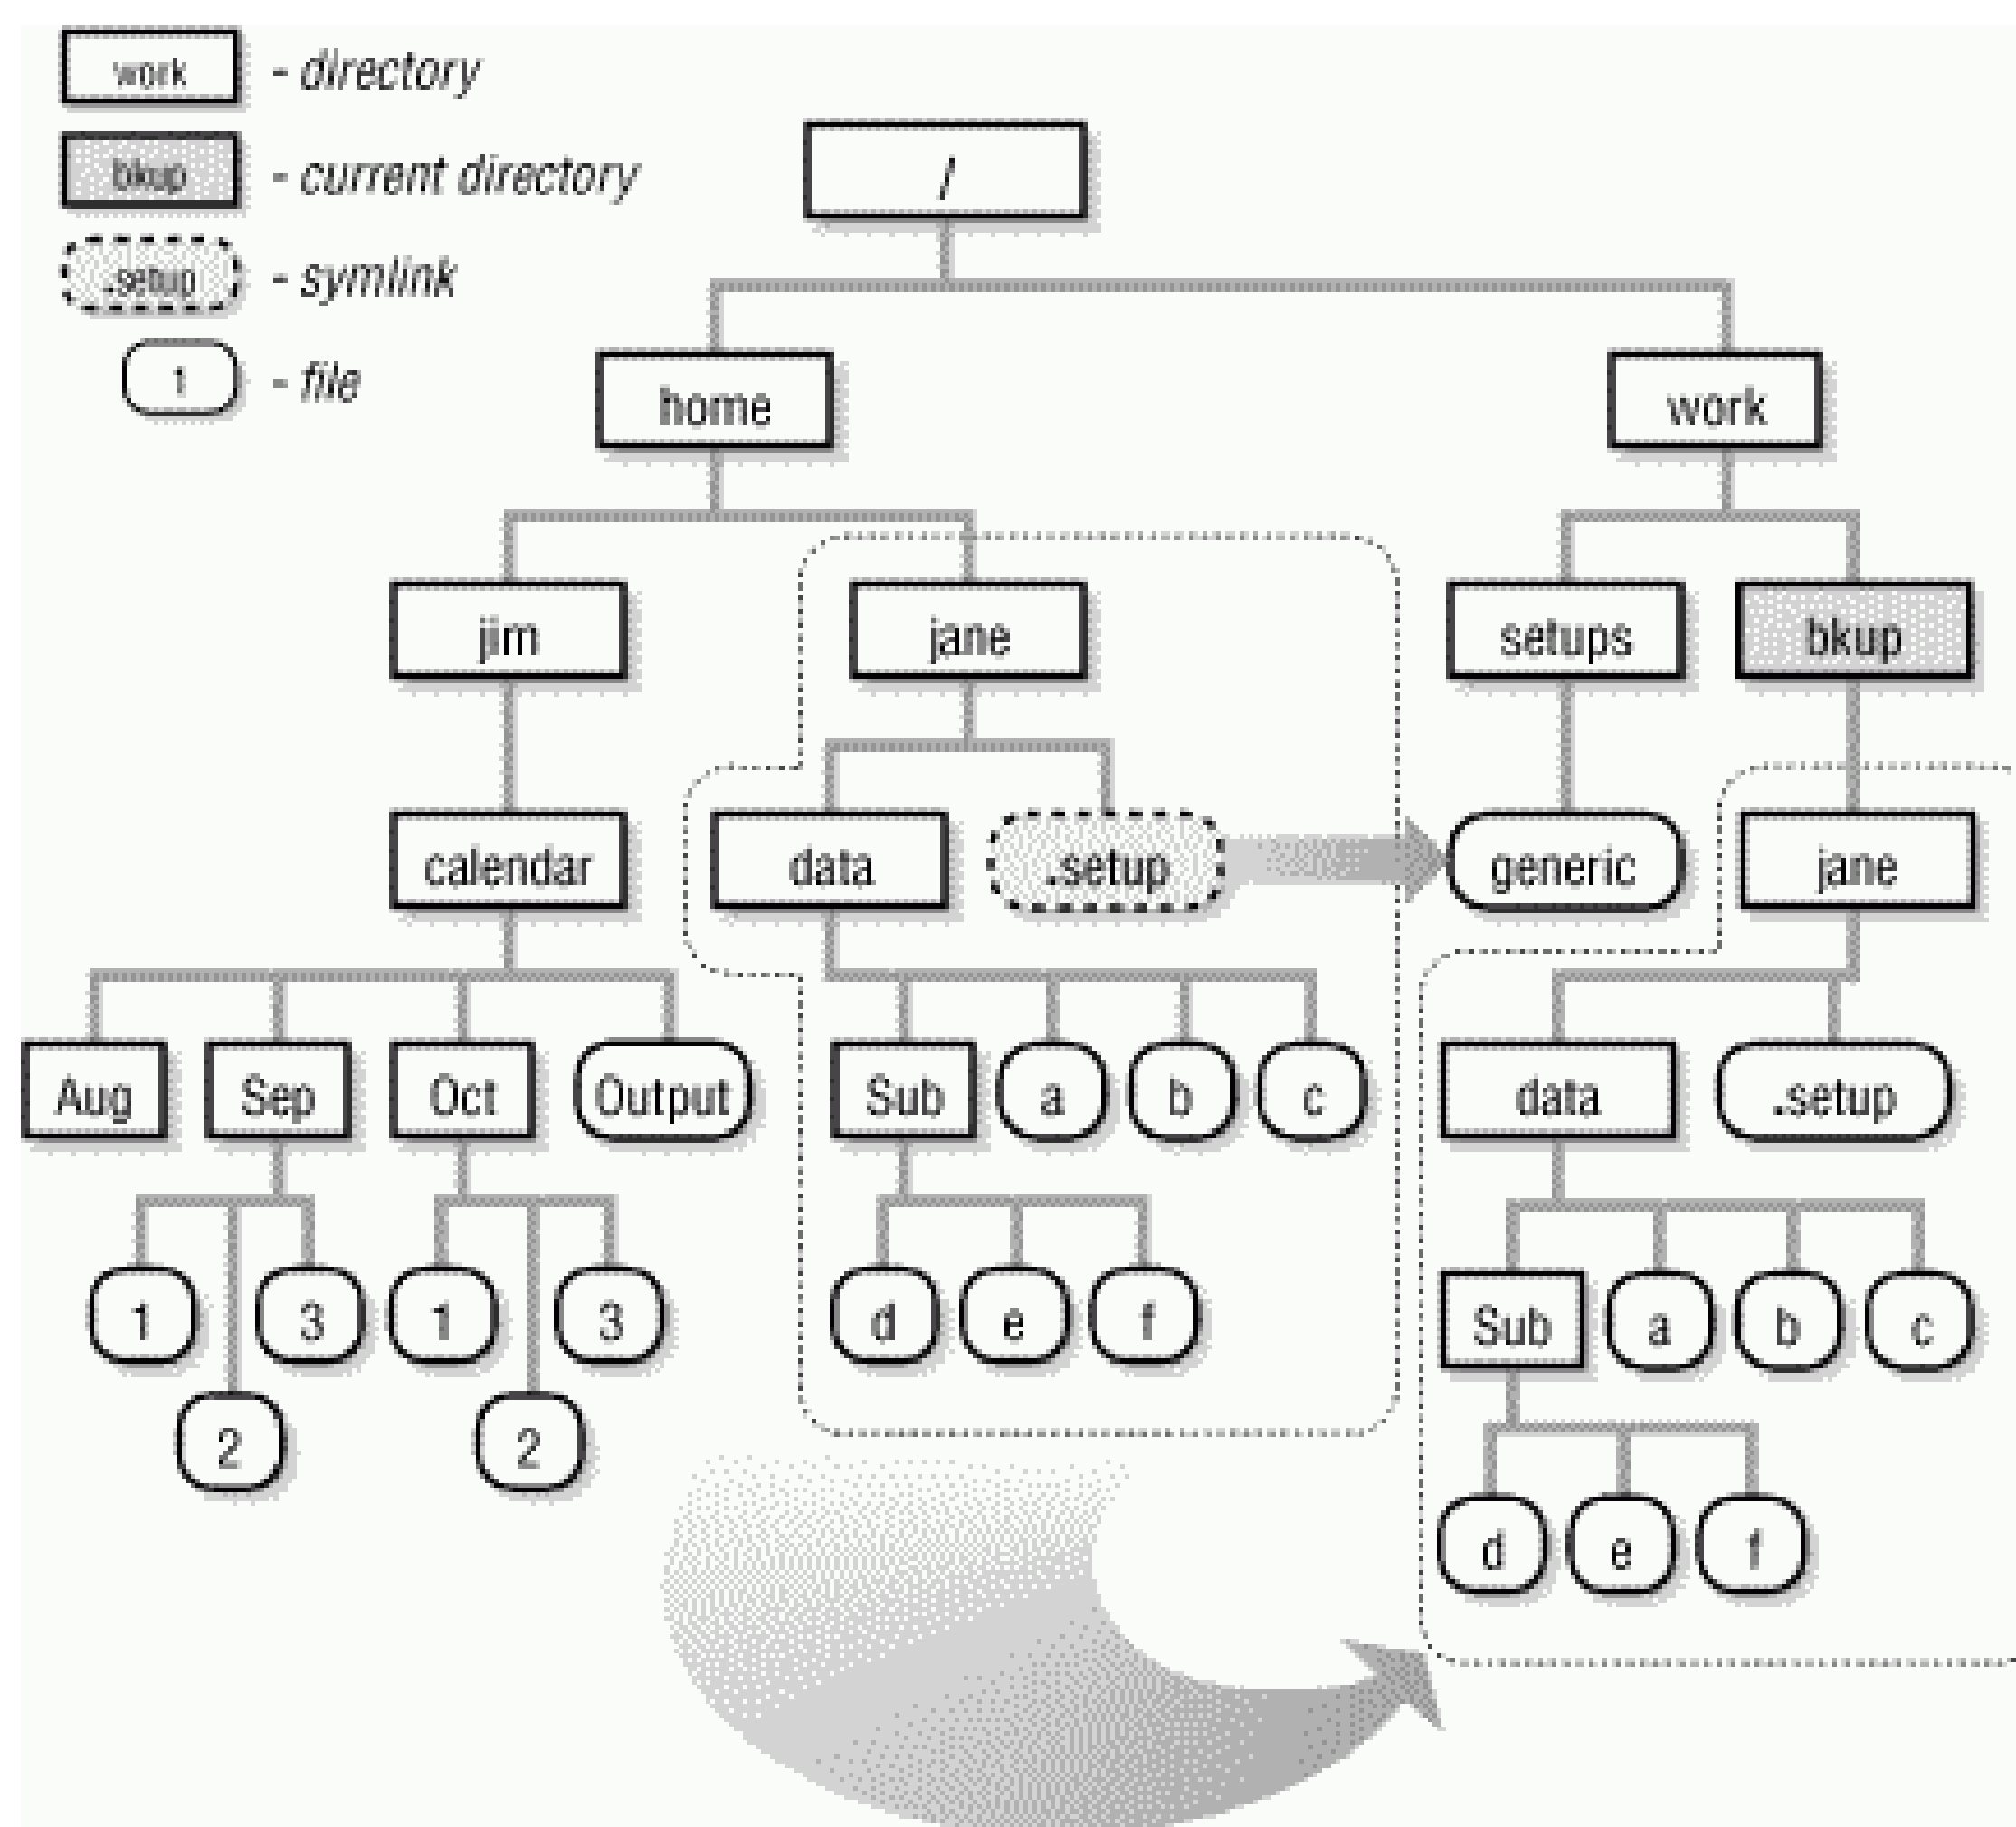 work - directory
bkup - current directory
.setup - symlink
1 - file
/
home work
jim jane setups bkup
calendar data .setup generic jane
Aug Sep Oct Output Sub a b c data .setup
1 3 1 3 d e f Sub a b c
2 2
d e f